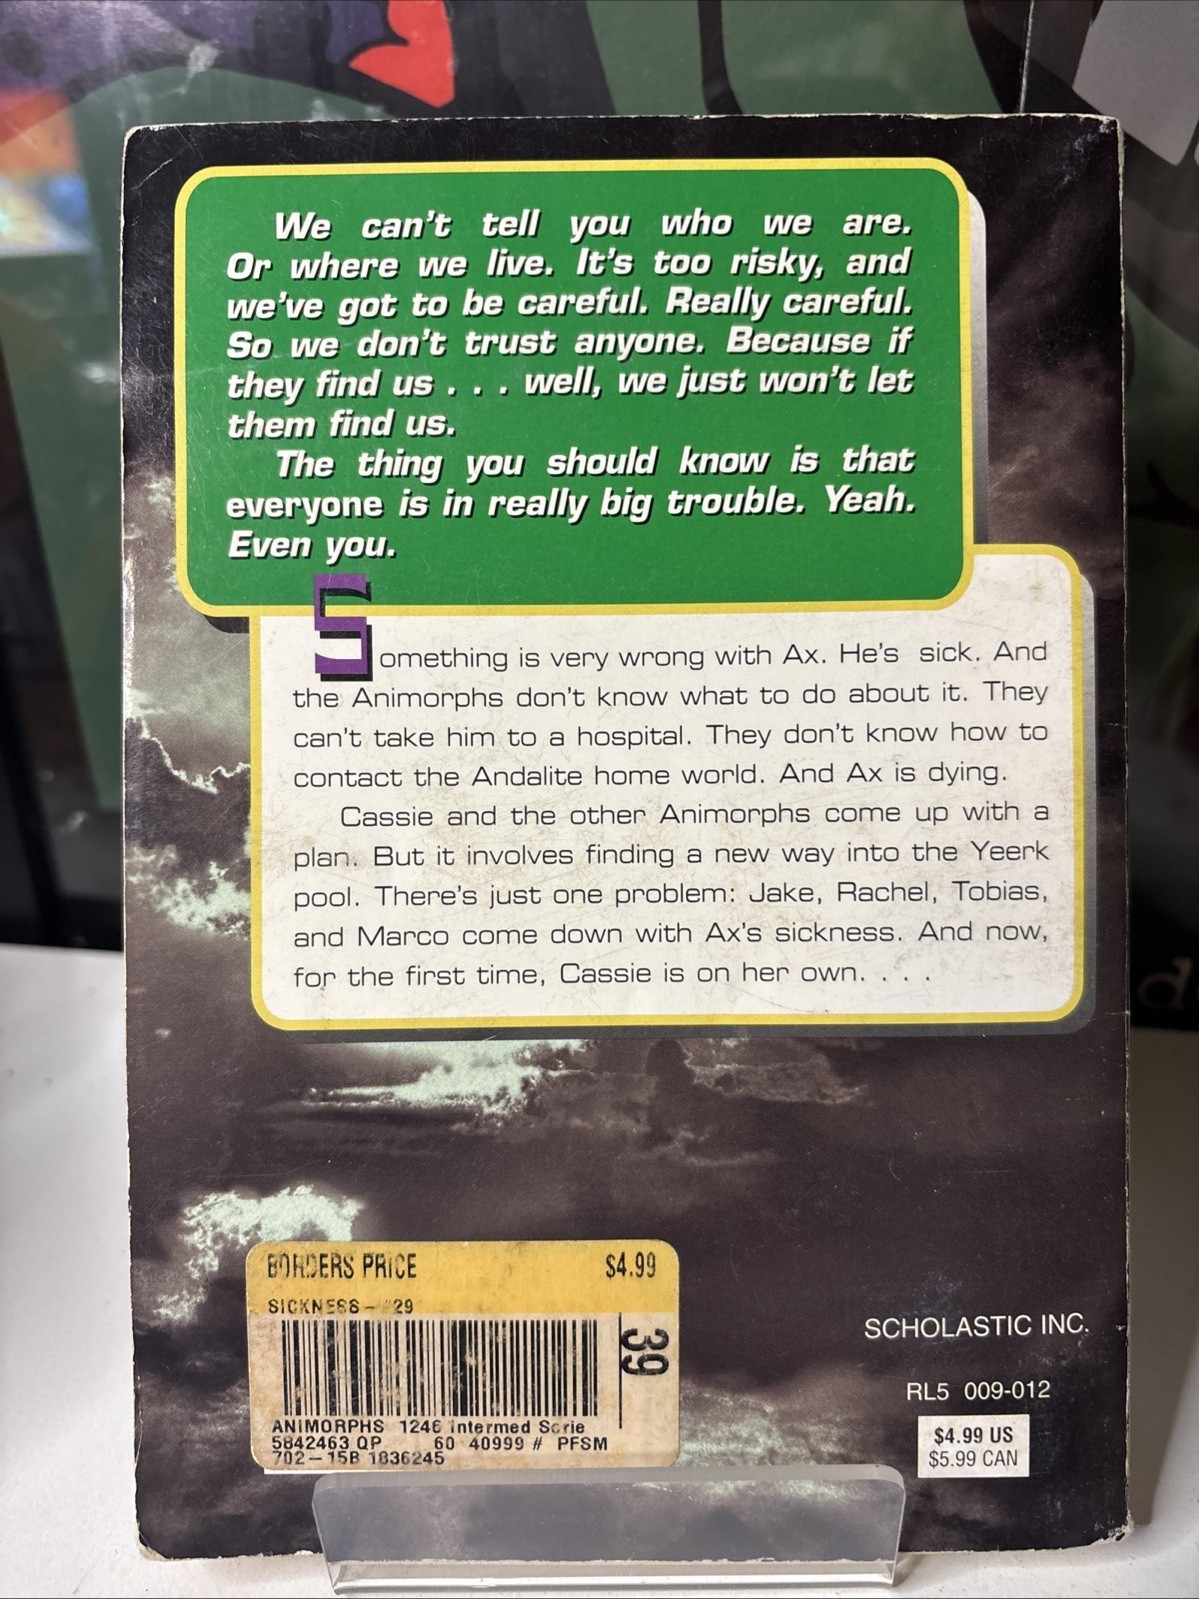 We can't tell you who we are.
Or where we live. It's too risky, and
we've got to be careful. Really careful.
So we don't trust anyone. Because if
they find us . . . well, we just won't let
them find us.
The thing you should know is that
everyone is in really big trouble. Yeah.
Even you.
Something is very wrong with Ax. He's sick. And
the Animorphs don't know what to do about it. They
can't take him to a hospital. They don't know how to
contact the Andalite home world. And Ax is dying.
Cassie and the other Animorphs come up with a
plan. But it involves finding a new way into the Yeerk
pool. There's just one problem: Jake, Rachel, Tobias,
and Marco come down with Ax's sickness. And now,
for the first time, Cassie is on her own. . . .
BORDERS PRICE $4.99
SICKNESS - #29
39
ANIMORPHS 1246 Intermed Serie
5842463 QP 60 40999 # PFSM
702-15B 1836245
SCHOLASTIC INC.
RL5 009-012
$4.99 US
$5.99 CAN
d